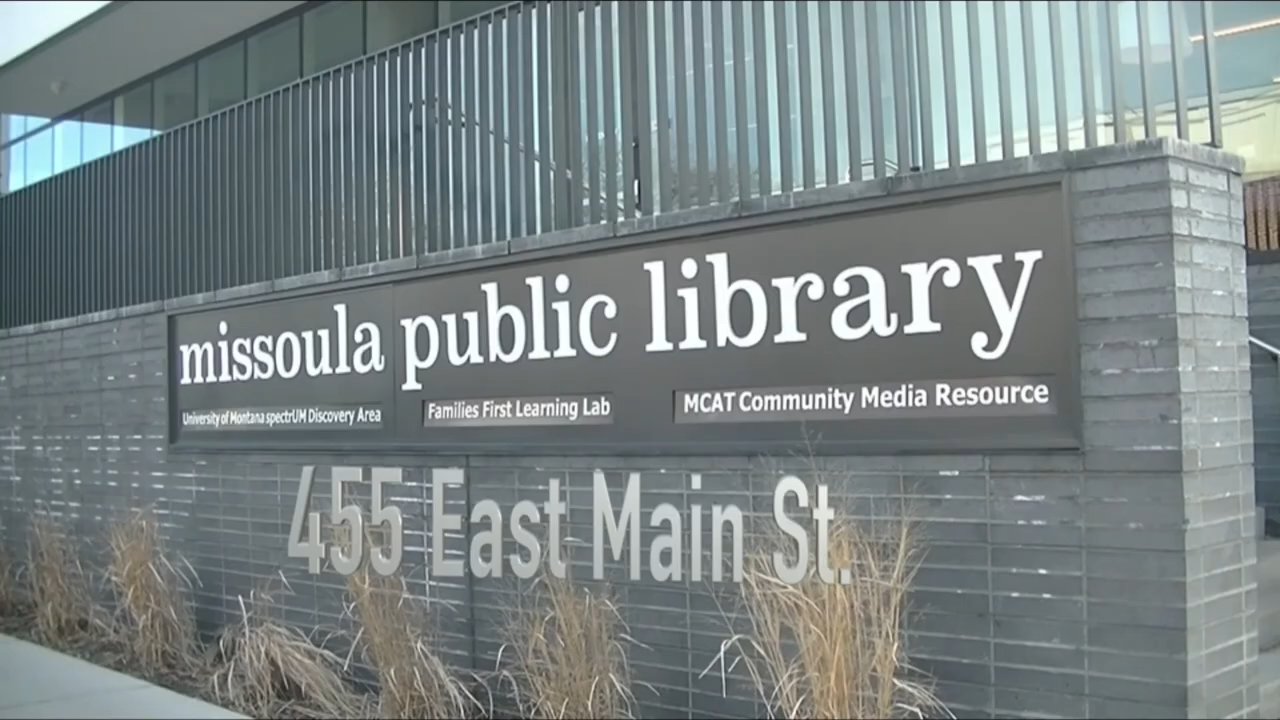 missoula public library
University of Montana spectrUM Discovery Area
Families First Learning Lab
MCAT Community Media Resource
455 East Main St.